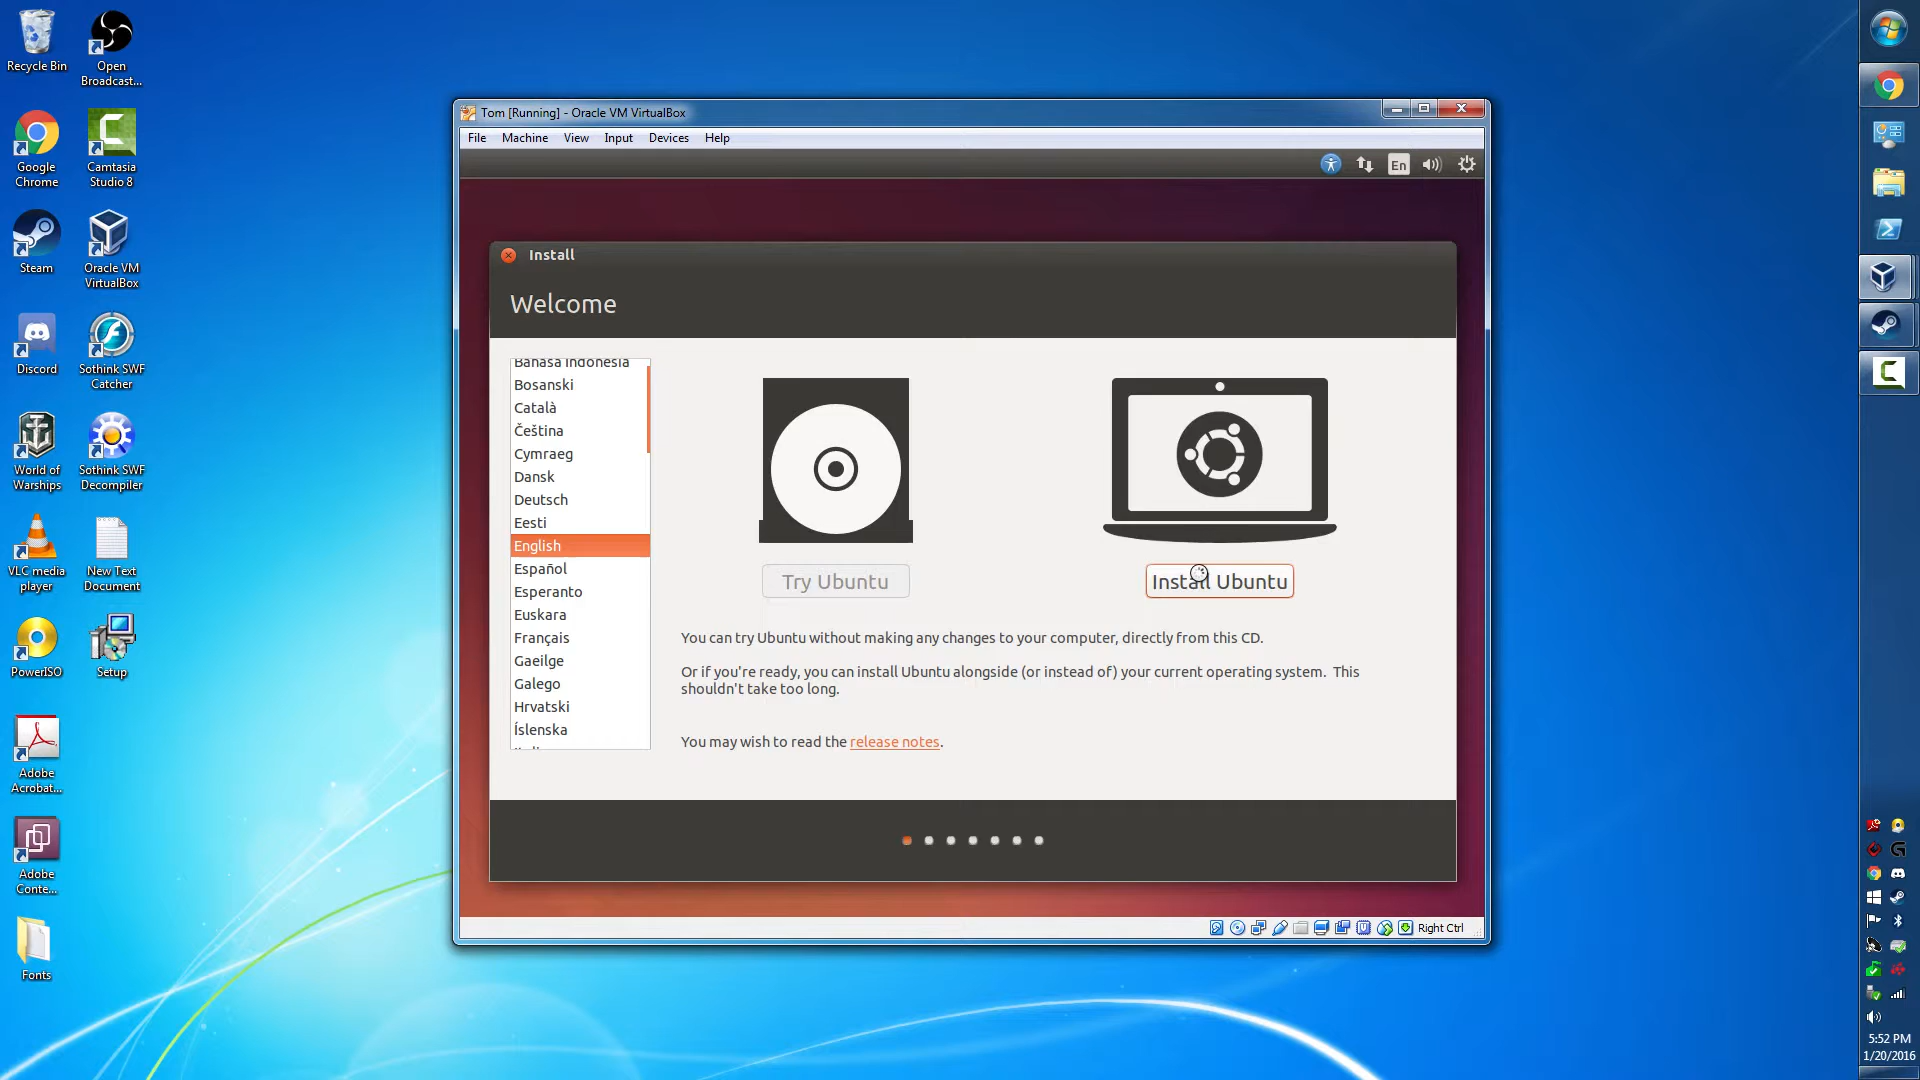 Recycle Bin
Open
Broadcast...
Google
Chrome
Camtasia
Studio 8
Steam
Oracle VM
VirtualBox
Discord
Sothink SWF
Catcher
World of
Warships
Sothink SWF
Decompiler
VLC media
player
New Text
Document
PowerISO
Setup
Adobe
Acrobat...
Adobe
Conte...
Fonts
Tom [Running] - Oracle VM VirtualBox
File Machine View Input Devices Help
En
Install
Welcome
Bahasa Indonesia
Bosanski
Català
Čeština
Cymraeg
Dansk
Deutsch
Eesti
English
Español
Esperanto
Euskara
Français
Gaeilge
Galego
Hrvatski
Íslenska
Try Ubuntu
Install Ubuntu
You can try Ubuntu without making any changes to your computer, directly from this CD.
Or if you're ready, you can install Ubuntu alongside (or instead of) your current operating system. This
shouldn't take too long.
You may wish to read the release notes.
Right Ctrl
5:52 PM
1/20/2016